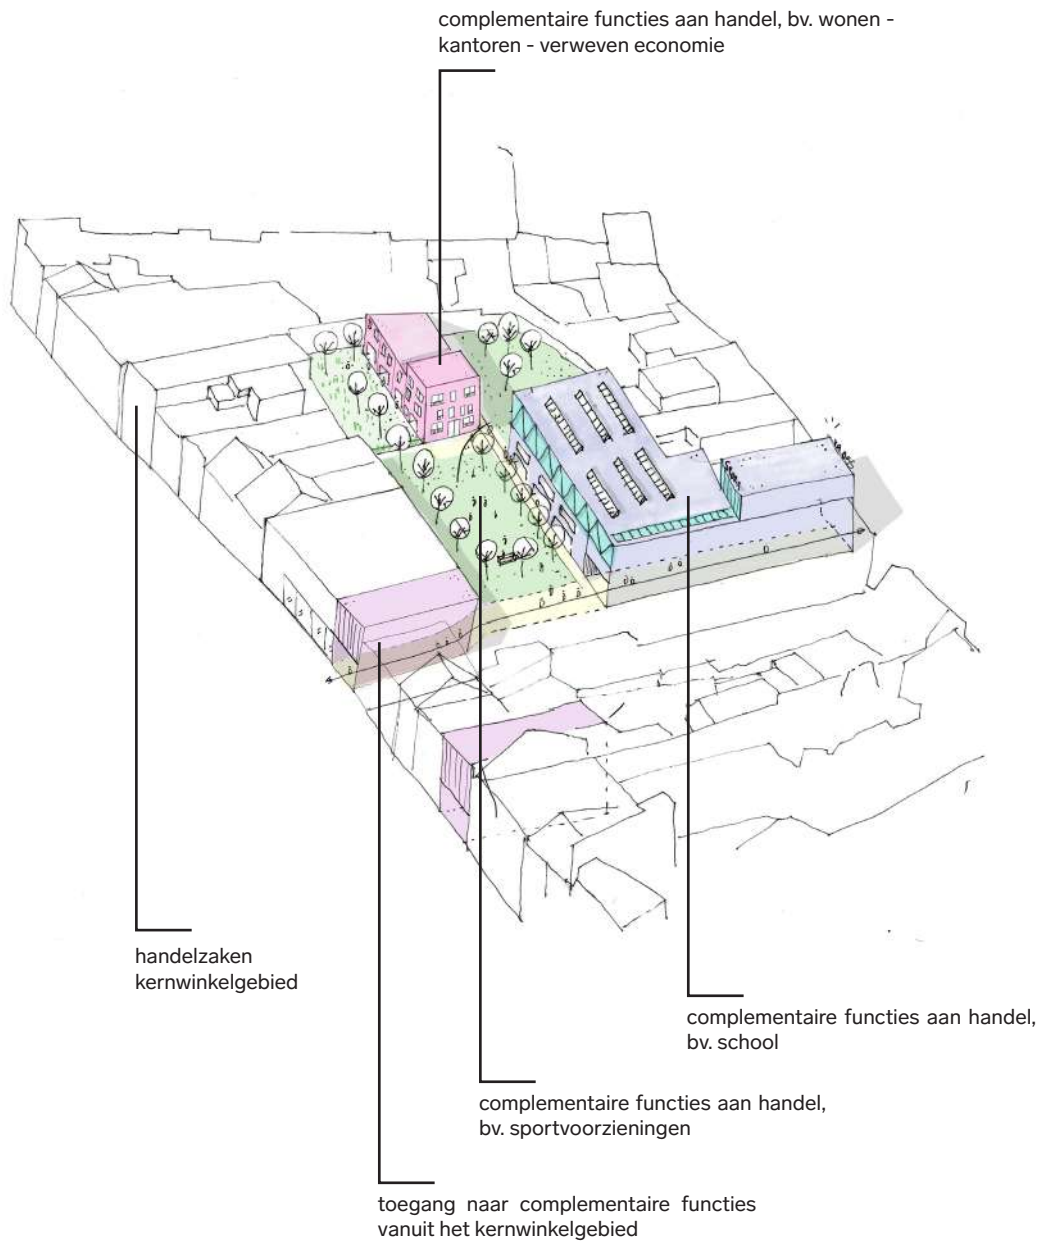 complementaire functies aan handel, bv. wonen -
kantoren - verweven economie
handelzaken
kernwinkelgebied
complementaire functies aan handel,
bv. school
complementaire functies aan handel,
bv. sportvoorzieningen
toegang naar complementaire functies
vanuit het kernwinkelgebied